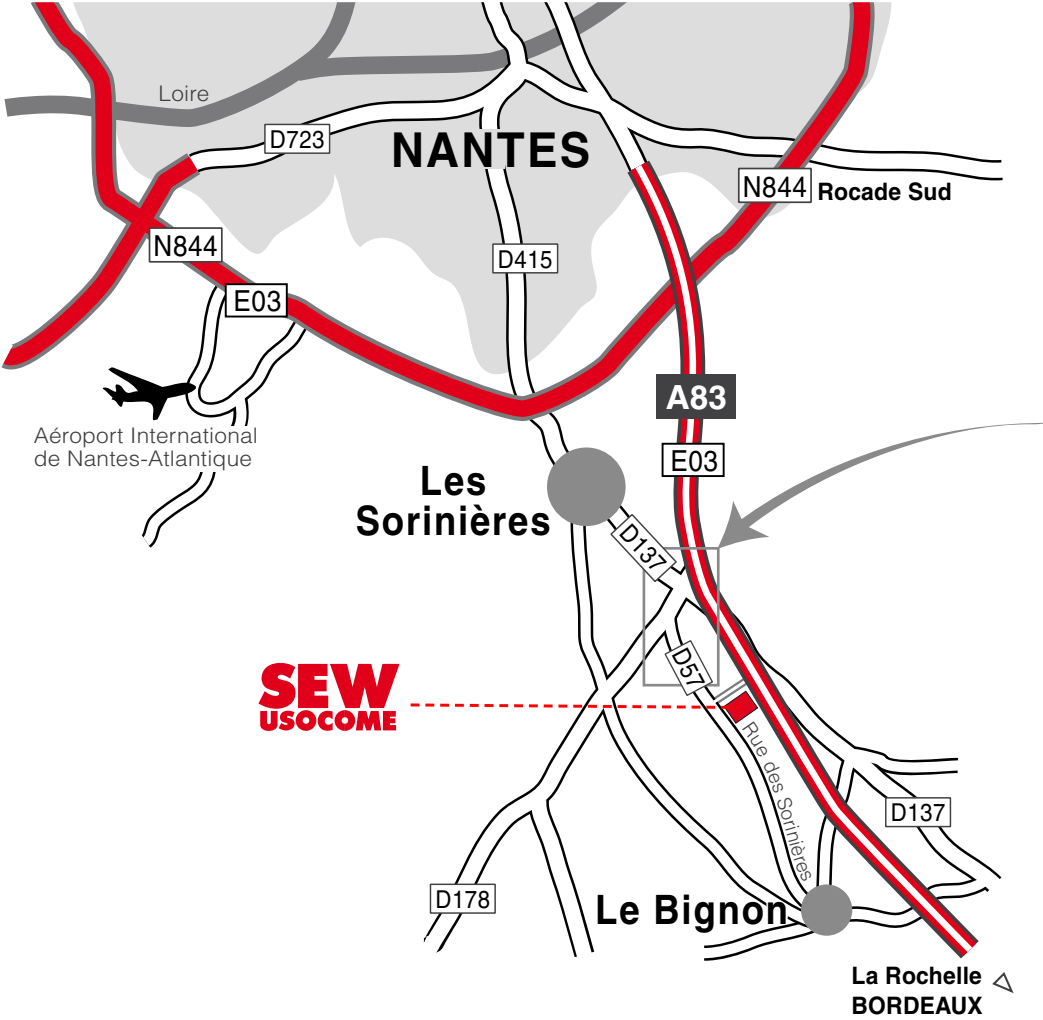 Loire
D723
NANTES
N844
Rocade Sud
N844
D415
E03
A83
Aéroport International
de Nantes-Atlantique
E03
Les
Sorinières
D137
D57
SEW
USOCOME
Rue des Sorinières
D137
D178
Le Bignon
La Rochelle
BORDEAUX